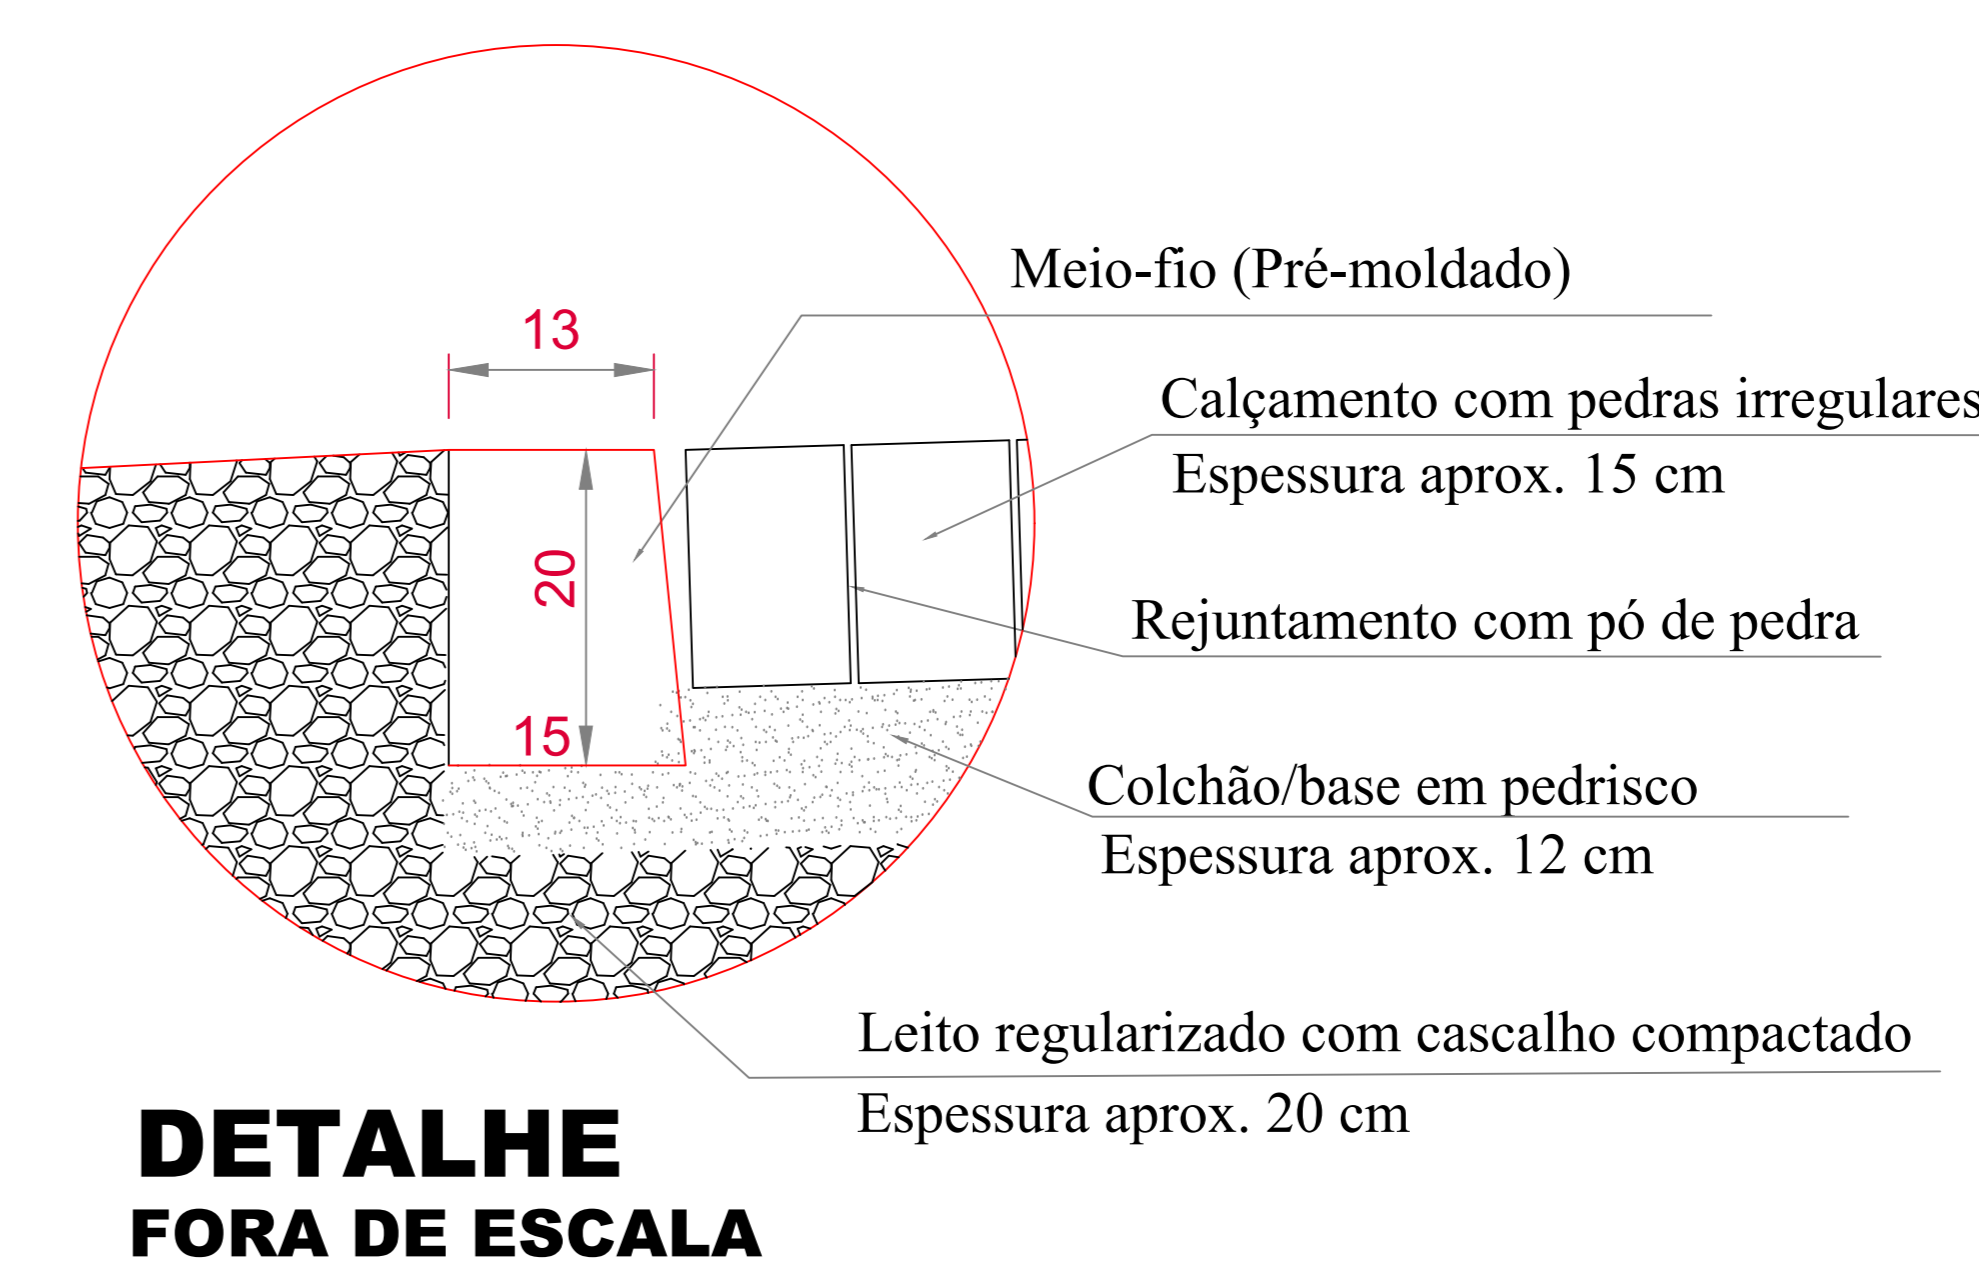 Meio-fio (Pré-moldado)
13
Calçamento com pedras irregulares
Espessura aprox. 15 cm
20
Rejuntamento com pó de pedra
15
Colchão/base em pedrisco
Espessura aprox. 12 cm
Leito regularizado com cascalho compactado
Espessura aprox. 20 cm
DETALHE
FORA DE ESCALA